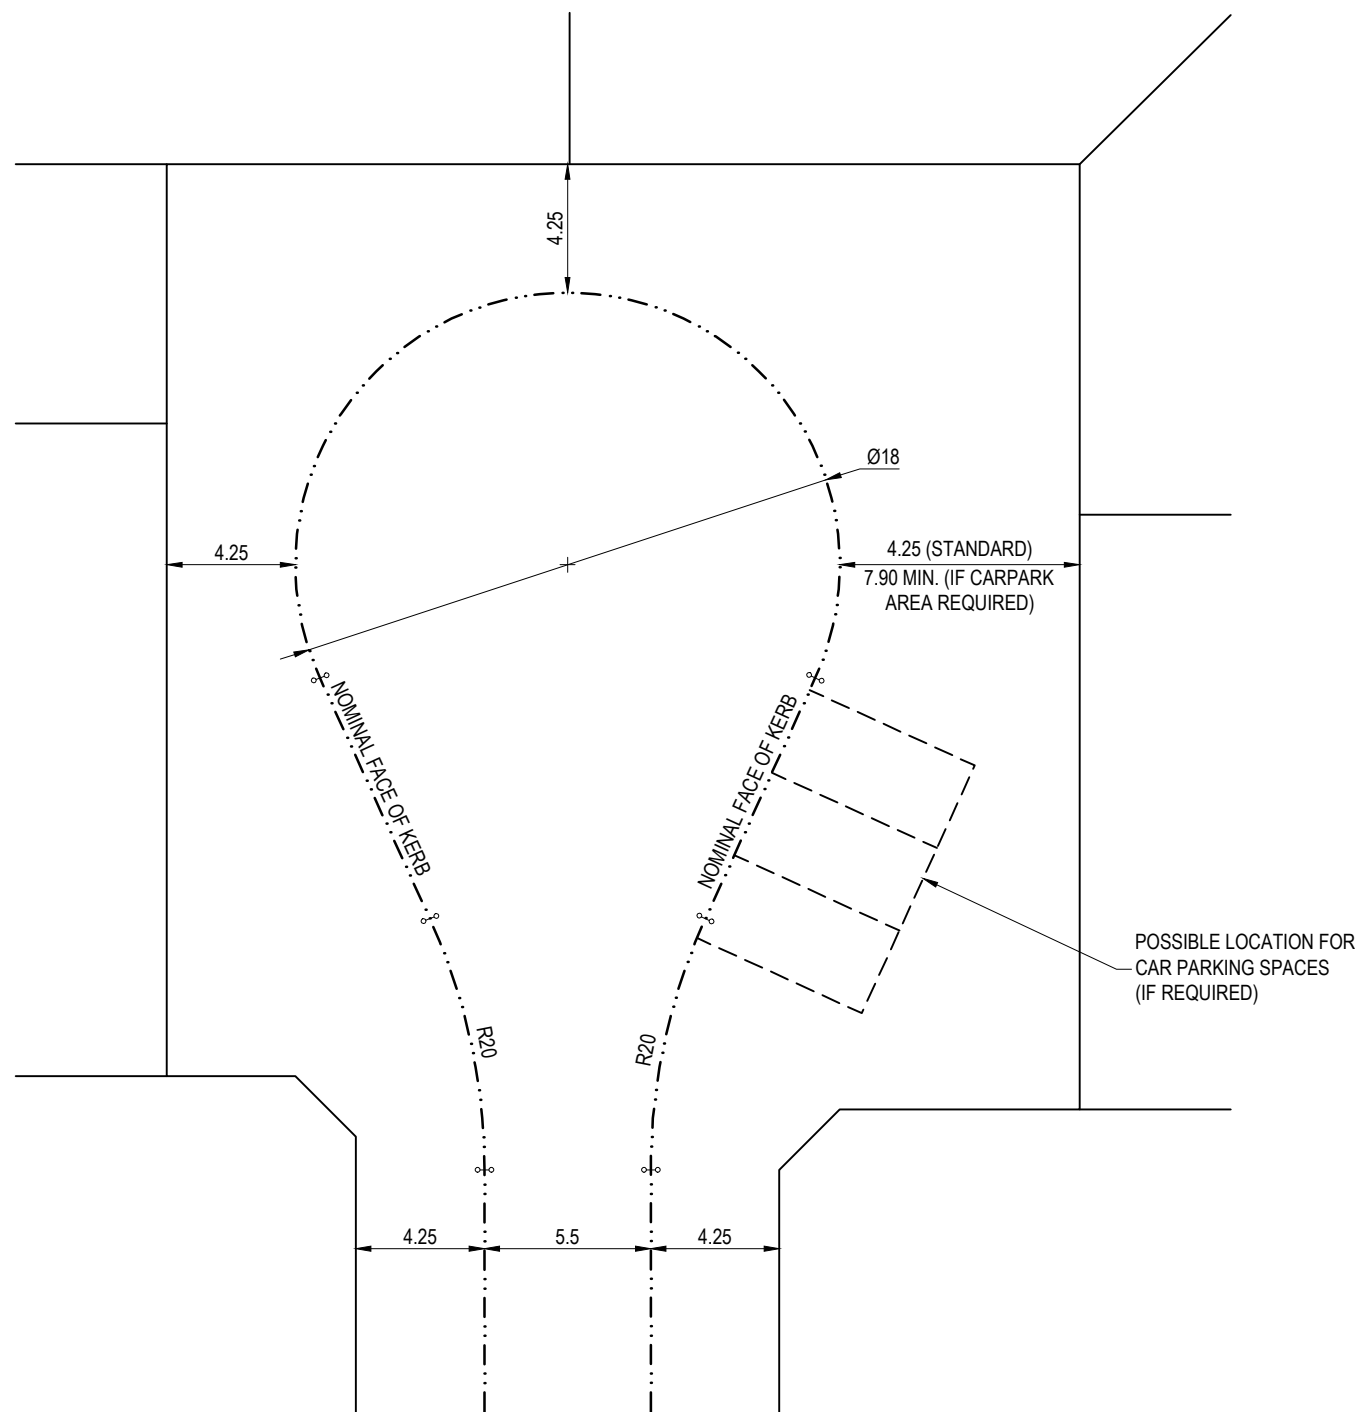 4.25
Ø18
4.25
4.25 (STANDARD)
7.90 MIN. (IF CARPARK
AREA REQUIRED)
NOMINAL FACE OF KERB
NOMINAL FACE OF KERB
POSSIBLE LOCATION FOR
CAR PARKING SPACES
(IF REQUIRED)
R20
R20
4.25
5.5
4.25